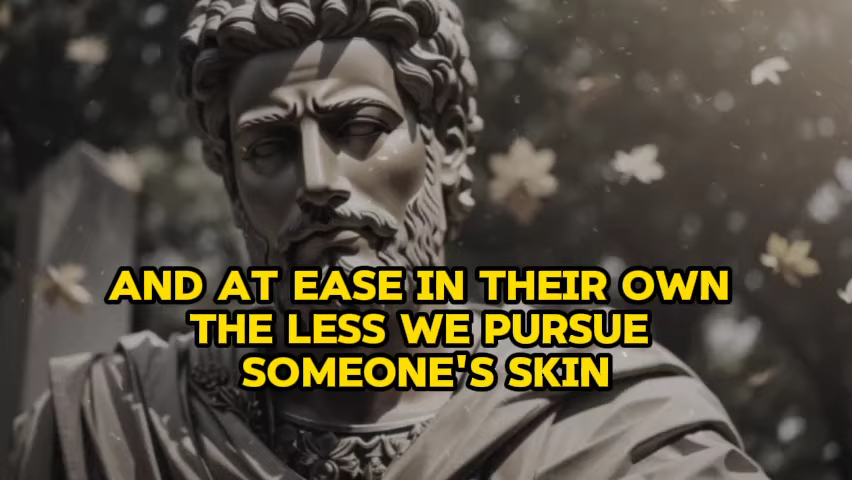 AND AT EASE IN THEIR OWN
THE LESS WE PURSUE
SOMEONE'S SKIN